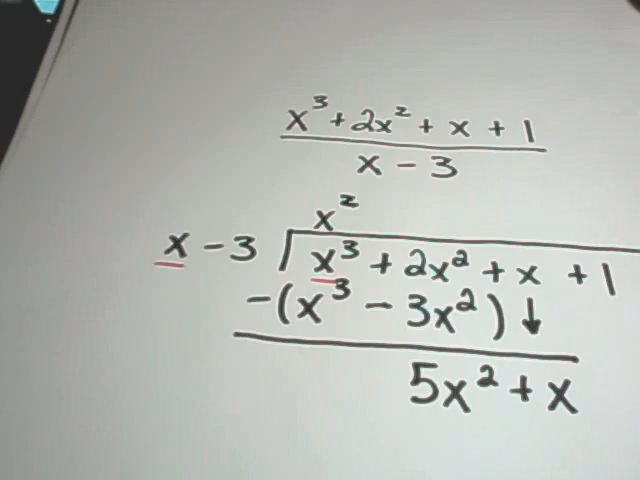 x³ + 2x² + x + 1
x - 3
x²
x - 3 x³ + 2x² + x + 1
-(x³ - 3x²) ↓
5x² + x